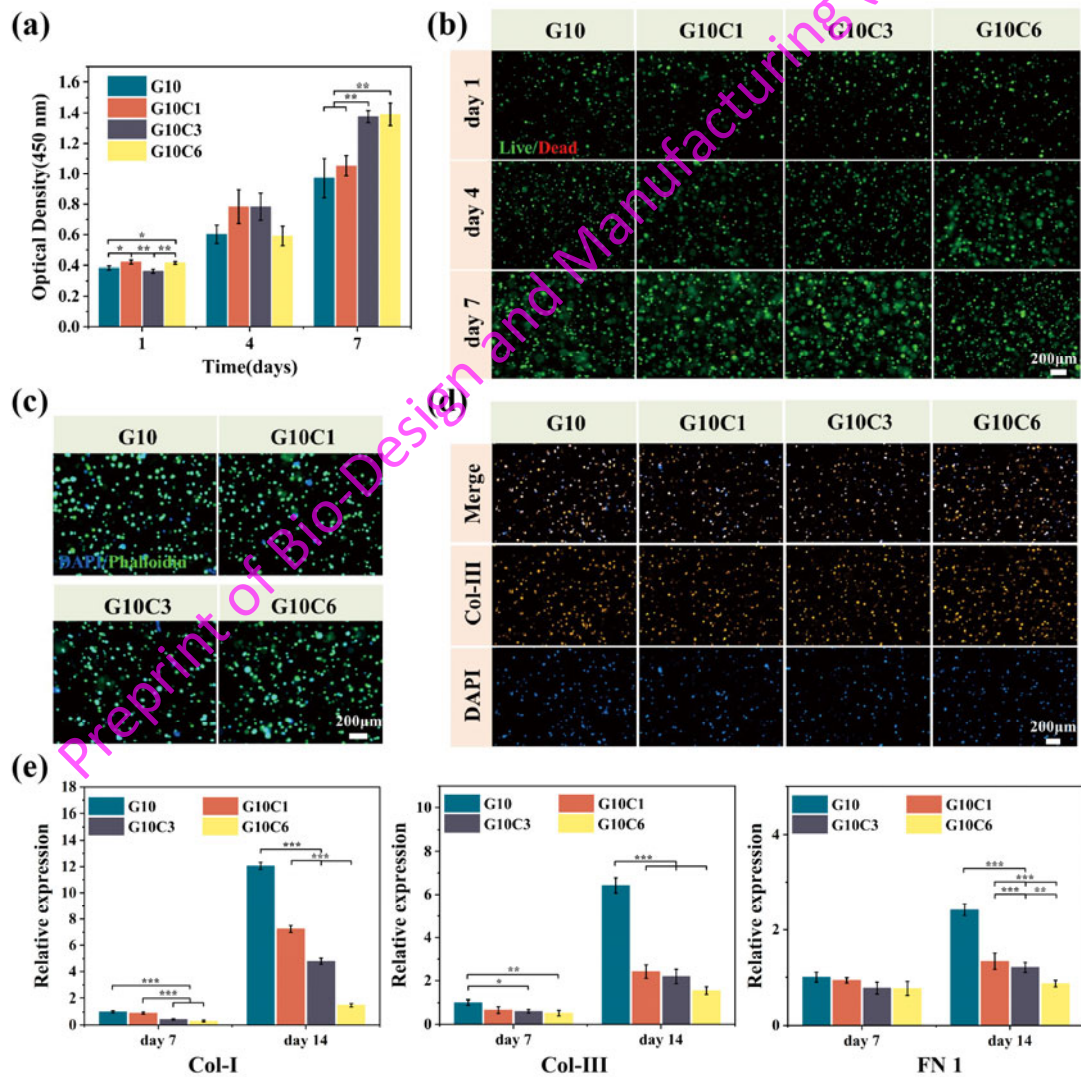 (a)
G10
G10C1
G10C3
G10C6
Optical Density(450 nm)
1.6
1.4
1.2
1.0
0.8
0.6
0.4
0.2
0.0
* ** **
*
** **
1 4 7
Time(days)
(b)
G10 G10C1 G10C3 G10C6
day 1
Live/Dead
day 4
day 7
200μm
(c)
G10 G10C1
DAPI/Phalloidin
G10C3 G10C6
200μm
(d)
G10 G10C1 G10C3 G10C6
Merge
Col-III
DAPI
Preprint of Bio-Design and Manufacturing
(e)
G10 G10C1
G10C3 G10C6
Relative expression
18
16
14
12
10
8
6
4
2
1
0
***
***
***
***
day 7 day 14
Col-I
G10 G10C1
G10C3 G10C6
Relative expression
10
8
6
4
2
0
**
*
***
day 7 day 14
Col-III
G10 G10C1
G10C3 G10C6
Relative expression
4
2
0
***
***
*** **
day 7 day 14
FN 1